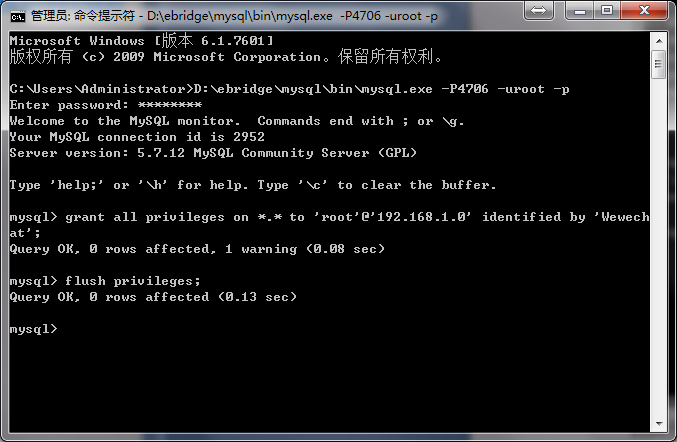 管理员: 命令提示符 - D:\ebridge\mysql\bin\mysql.exe -P4706 -uroot -p
Microsoft Windows [版本 6.1.7601]
版权所有 (c) 2009 Microsoft Corporation。保留所有权利。
C:\Users\Administrator>D:\ebridge\mysql\bin\mysql.exe -P4706 -uroot -p
Enter password: ********
Welcome to the MySQL monitor.  Commands end with ; or \g.
Your MySQL connection id is 2952
Server version: 5.7.12 MySQL Community Server (GPL)
Type 'help;' or '\h' for help. Type '\c' to clear the buffer.
mysql> grant all privileges on *.* to 'root'@'192.168.1.0' identified by 'Wewech
at';
Query OK, 0 rows affected, 1 warning (0.08 sec)
mysql> flush privileges;
Query OK, 0 rows affected (0.13 sec)
mysql>